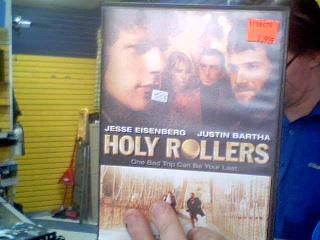 JESSE EISENBERG JUSTIN BARTHA
HOLY ROLLERS
One Bad Trip Can Be Your Last.